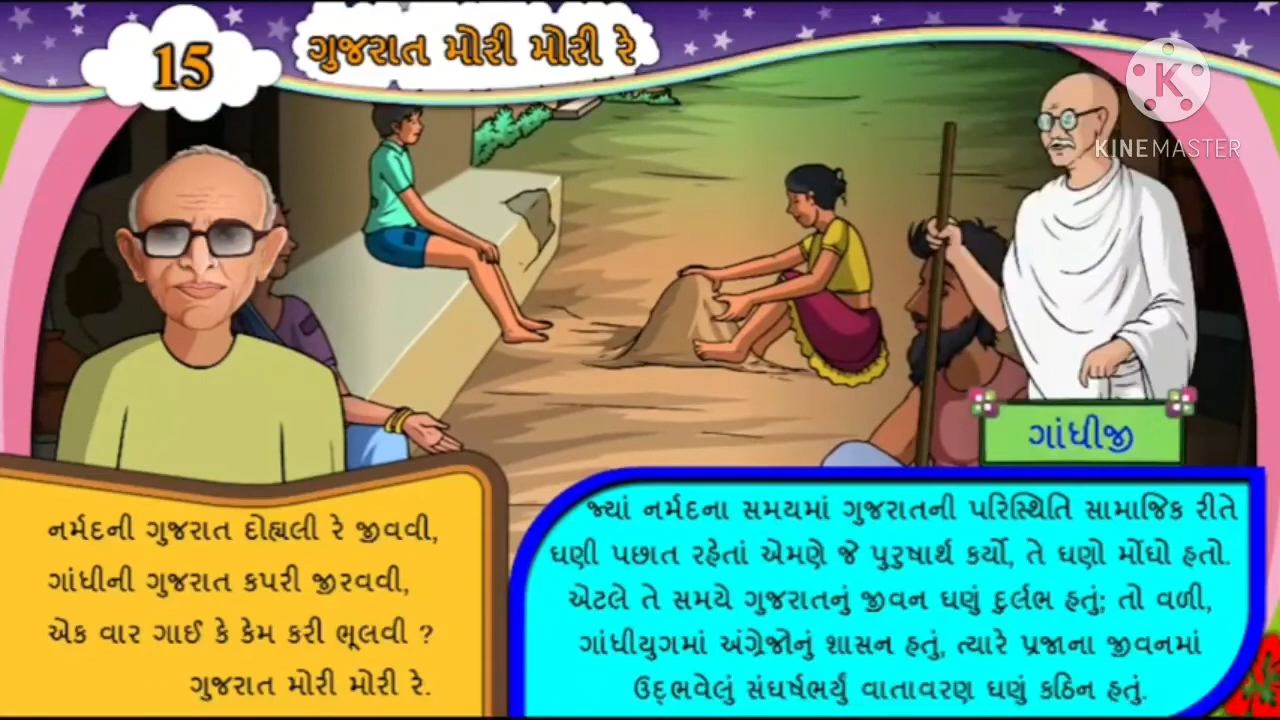 15
ગુજરાત મોરી મોરી રે
K
KINEMASTER
ગાંધીજી
નર્મદની ગુજરાત દોહ્યલી રે જીવવી,
ગાંધીની ગુજરાત કપરી જીરવવી,
એક વાર ગાઈ કે કેમ કરી ભૂલવી ?
ગુજરાત મોરી મોરી રે.
જ્યાં નર્મદના સમયમાં ગુજરાતની પરિસ્થિતિ સામાજિક રીતે
ઘણી પછાત રહેતાં એમણે જે પુરુષાર્થ કર્યો, તે ઘણો મોંઘો હતો.
એટલે તે સમયે ગુજરાતનું જીવન ઘણું દુર્લભ હતું; તો વળી,
ગાંધીયુગમાં અંગ્રેજોનું શાસન હતું, ત્યારે પ્રજાના જીવનમાં
ઉદ્ભવેલું સંઘર્ષભર્યું વાતાવરણ ઘણું કઠિન હતું.